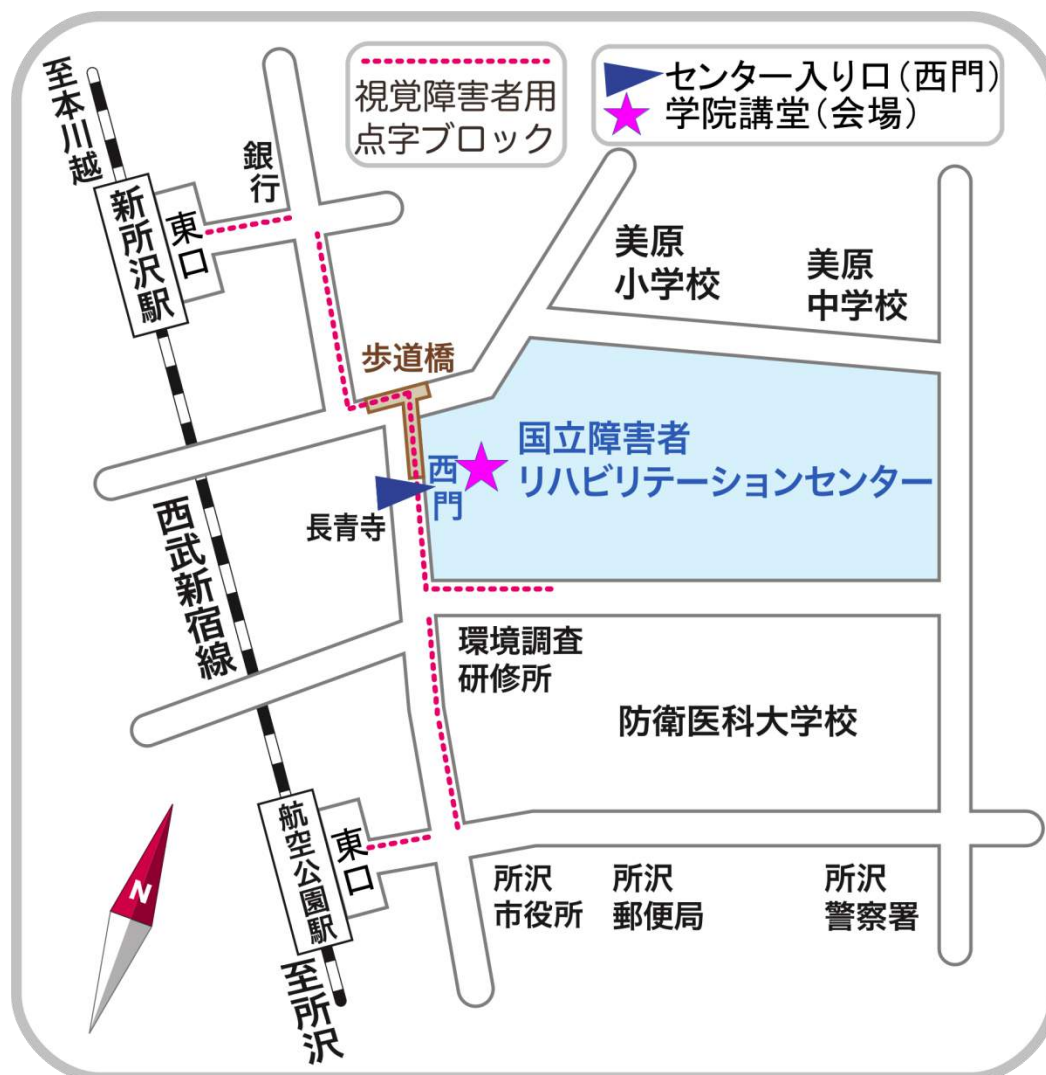 視覚障害者用
点字ブロック
センター入り口(西門)
学院講堂(会場)
至本川越
新所沢駅
東口
銀行
美原
小学校
美原
中学校
歩道橋
国立障害者
リハビリテーションセンター
西門
長青寺
西武新宿線
環境調査
研修所
防衛医科大学校
航空公園駅
東口
所沢
市役所
所沢
郵便局
所沢
警察署
至所沢
N